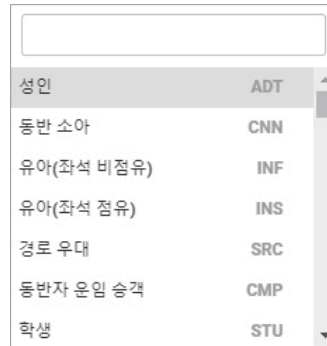 성인 ADT
동반 소아 CNN
유아(좌석 비점유) INF
유아(좌석 점유) INS
경로 우대 SRC
동반자 운임 승객 CMP
학생 STU